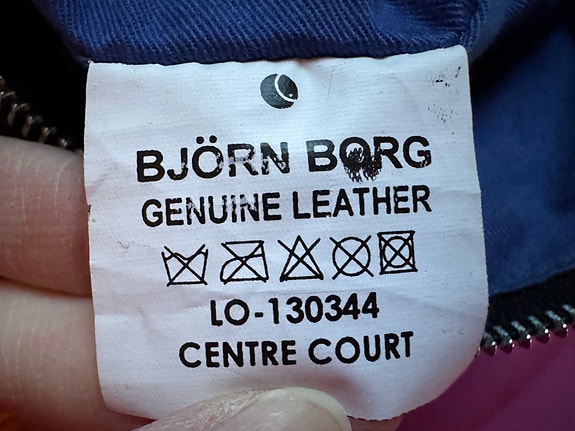 BJÖRN BORG
GENUINE LEATHER
LO-130344
CENTRE COURT